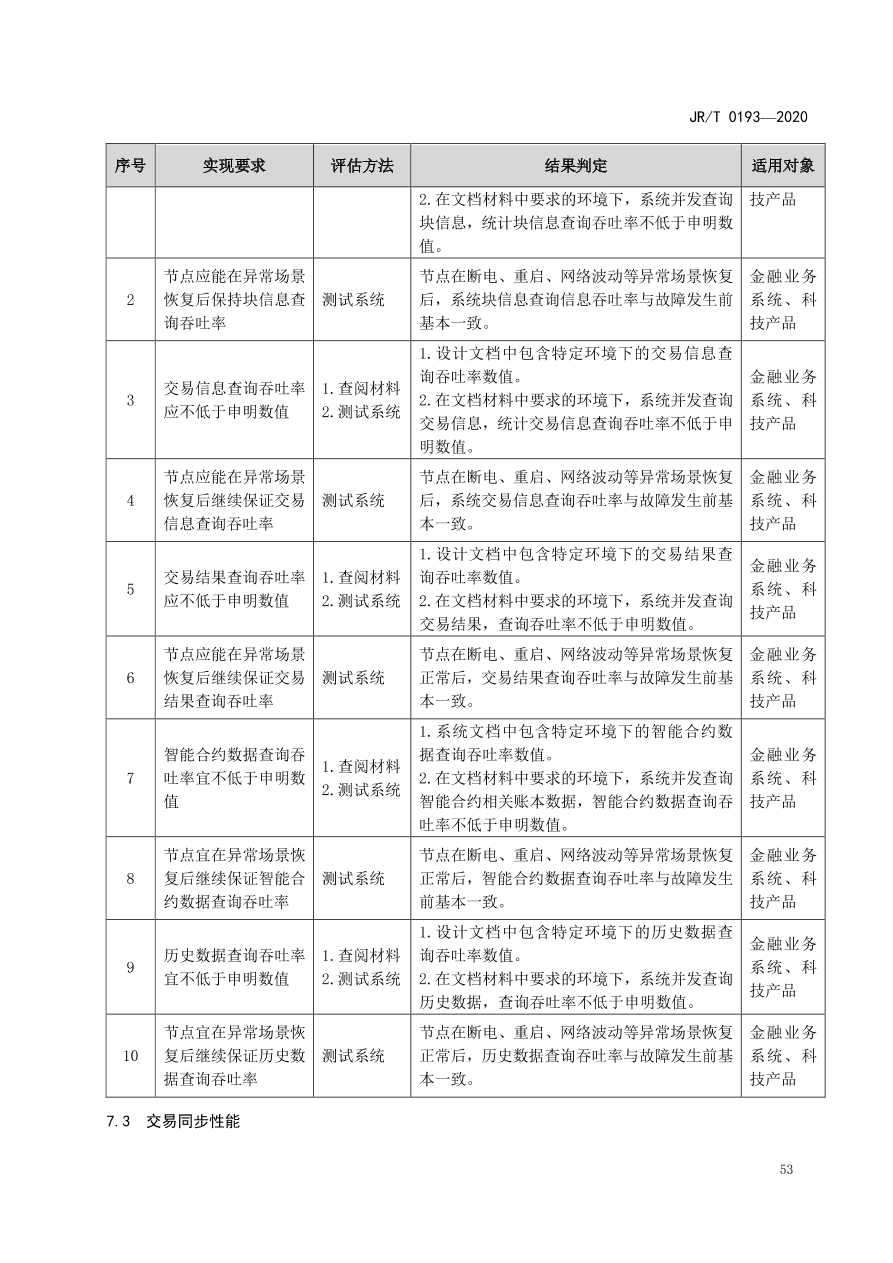 JR/T 0193—2020
序号 实现要求 评估方法 结果判定 适用对象
2.在文档材料中要求的环境下，系统并发查询
块信息，统计块信息查询吞吐率不低于申明数
值。
技产品
2
节点应能在异常场景
恢复后保持块信息查
询吞吐率
测试系统
节点在断电、重启、网络波动等异常场景恢复
后，系统块信息查询信息吞吐率与故障发生前
基本一致。
金融业务
系统、科
技产品
3
交易信息查询吞吐率
应不低于申明数值
1.查阅材料
2.测试系统
1.设计文档中包含特定环境下的交易信息查
询吞吐率数值。
2.在文档材料中要求的环境下，系统并发查询
交易信息，统计交易信息查询吞吐率不低于申
明数值。
金融业务
系统、科
技产品
4
节点应能在异常场景
恢复后继续保证交易
信息查询吞吐率
测试系统
节点在断电、重启、网络波动等异常场景恢复
后，系统交易信息查询吞吐率与故障发生前基
本一致。
金融业务
系统、科
技产品
5
交易结果查询吞吐率
应不低于申明数值
1.查阅材料
2.测试系统
1.设计文档中包含特定环境下的交易结果查
询吞吐率数值。
2.在文档材料中要求的环境下，系统并发查询
交易结果，查询吞吐率不低于申明数值。
金融业务
系统、科
技产品
6
节点应能在异常场景
恢复后继续保证交易
结果查询吞吐率
测试系统
节点在断电、重启、网络波动等异常场景恢复
正常后，交易结果查询吞吐率与故障发生前基
本一致。
金融业务
系统、科
技产品
7
智能合约数据查询吞
吐率宜不低于申明数
值
1.查阅材料
2.测试系统
1.系统文档中包含特定环境下的智能合约数
据查询吞吐率数值。
2.在文档材料中要求的环境下，系统并发查询
智能合约相关账本数据，智能合约数据查询吞
吐率不低于申明数值。
金融业务
系统、科
技产品
8
节点宜在异常场景恢
复后继续保证智能合
约数据查询吞吐率
测试系统
节点在断电、重启、网络波动等异常场景恢复
正常后，智能合约数据查询吞吐率与故障发生
前基本一致。
金融业务
系统、科
技产品
9
历史数据查询吞吐率
宜不低于申明数值
1.查阅材料
2.测试系统
1.设计文档中包含特定环境下的历史数据查
询吞吐率数值。
2.在文档材料中要求的环境下，系统并发查询
历史数据，查询吞吐率不低于申明数值。
金融业务
系统、科
技产品
10
节点宜在异常场景恢
复后继续保证历史数
据查询吞吐率
测试系统
节点在断电、重启、网络波动等异常场景恢复
正常后，历史数据查询吞吐率与故障发生前基
本一致。
金融业务
系统、科
技产品
7.3 交易同步性能
53